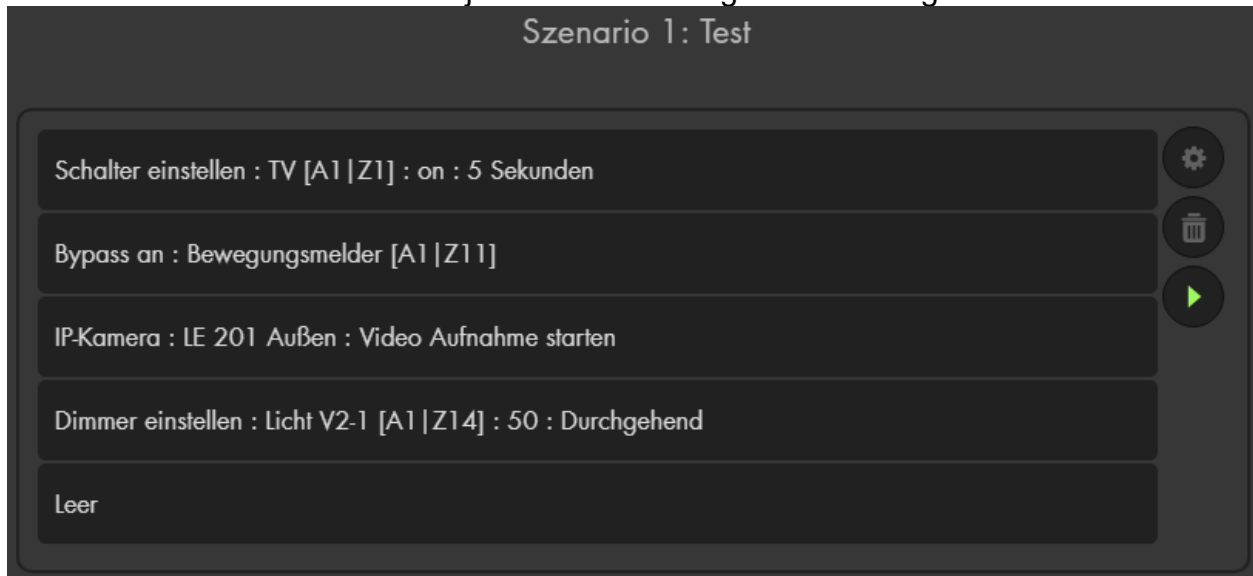 Szenario 1: Test
Schalter einstellen : TV [A1|Z1] : on : 5 Sekunden
Bypass an : Bewegungsmelder [A1|Z11]
IP-Kamera : LE 201 Außen : Video Aufnahme starten
Dimmer einstellen : Licht V2-1 [A1|Z14] : 50 : Durchgehend
Leer